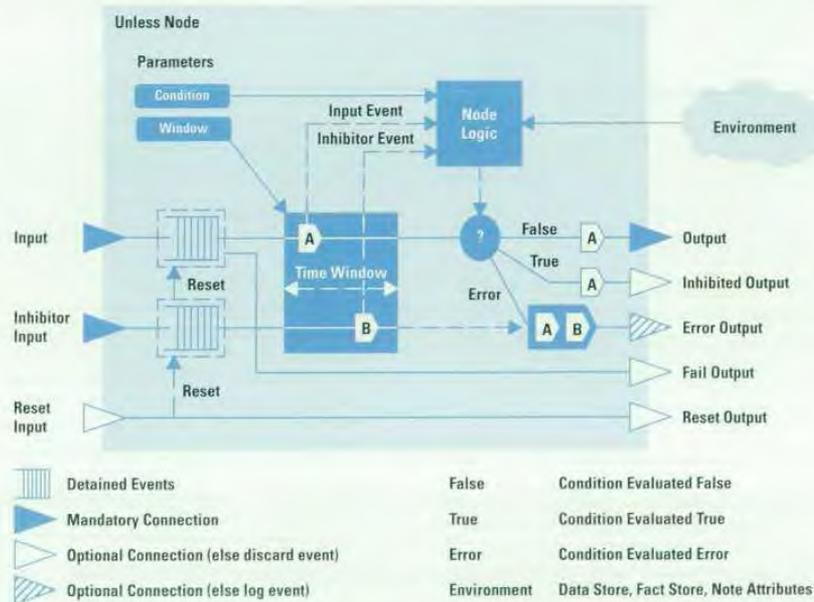 Unless Node
Parameters
Condition
Window
Input Event
Inhibitor Event
Node Logic
Environment
Input
A
?
False
A
Output
True
A
Inhibited Output
Time Window
Reset
Error
Inhibitor Input
B
A B
Error Output
Fail Output
Reset
Reset Input
Reset Output
Detained Events
False Condition Evaluated False
Mandatory Connection
True Condition Evaluated True
Optional Connection (else discard event)
Error Condition Evaluated Error
Optional Connection (else log event)
Environment Data Store, Fact Store, Note Attributes